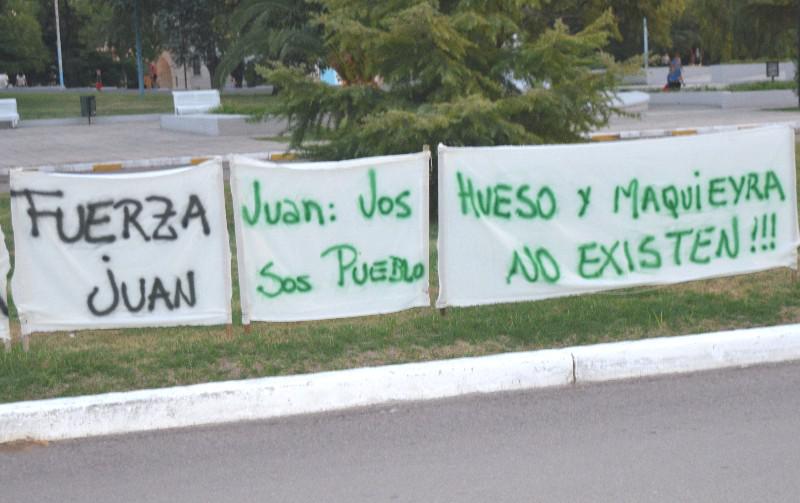 FUERZA
JUAN
Juan: Vos
Sos PUEBLO
HUESO Y MAQUIEYRA
NO EXISTEN!!!